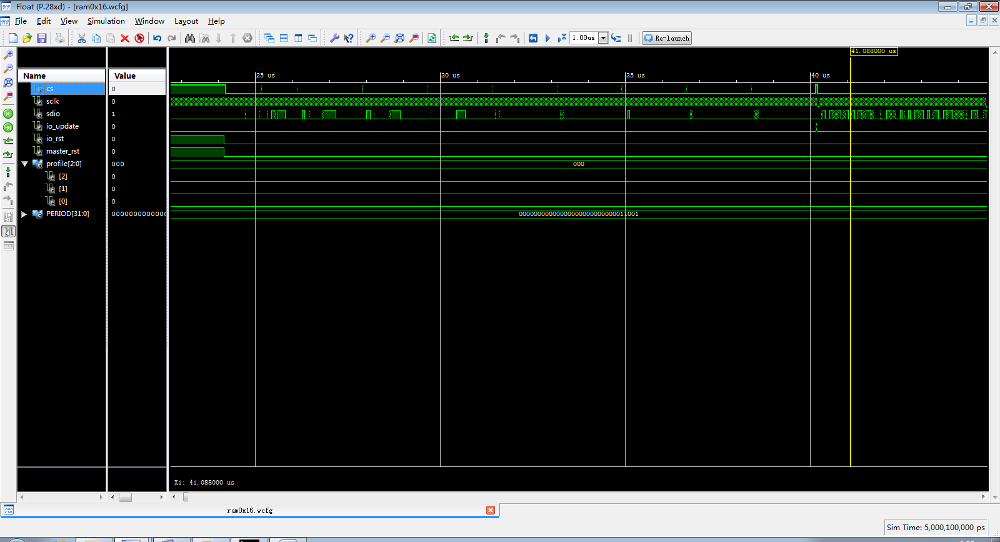 Float (P.28xd) - [ram0x16.wcfg]
File Edit View Simulation Window Layout Help
1.00us Re-launch
41.088000 us
Name Value
25 us 30 us 35 us 40 us
cs 0
sclk 0
sdio 1
io_update 0
io_rst 0
master_rst 0
profile[2:0] 000 000
[2] 0
[1] 0
[0] 0
PERIOD[31:0] 0000000000000 00000000000000000000000000011001
X1: 41.088000 us
ram0x16.wcfg
Sim Time: 5,000,100,000 ps